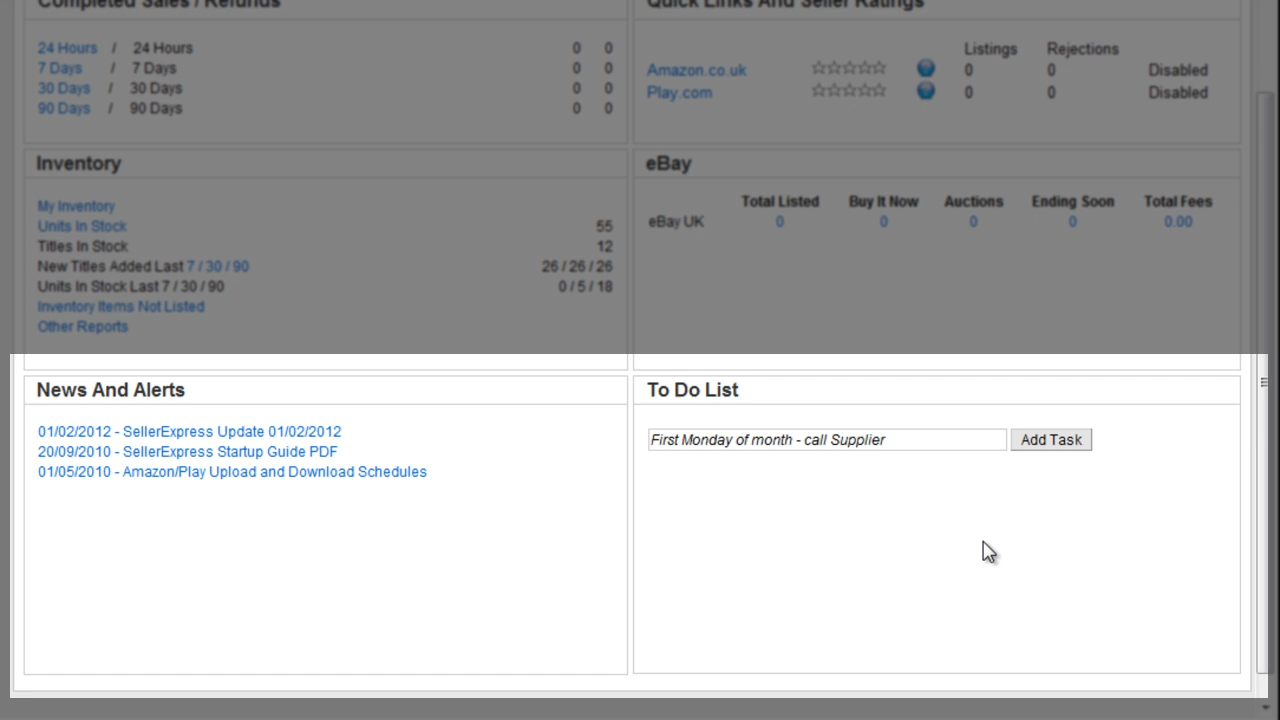 Completed Sales / Refunds
24 Hours / 24 Hours 0 0
7 Days / 7 Days 0 0
30 Days / 30 Days 0 0
90 Days / 90 Days 0 0
Quick Links And Seller Ratings
Listings Rejections
Amazon.co.uk 0 0 Disabled
Play.com 0 0 Disabled
Inventory
My Inventory
Units In Stock 55
Titles In Stock 12
New Titles Added Last 7 / 30 / 90 26 / 26 / 26
Units In Stock Last 7 / 30 / 90 0 / 5 / 18
Inventory Items Not Listed
Other Reports
eBay
Total Listed Buy It Now Auctions Ending Soon Total Fees
eBay UK 0 0 0 0 0.00
News And Alerts
01/02/2012 - SellerExpress Update 01/02/2012
20/09/2010 - SellerExpress Startup Guide PDF
01/05/2010 - Amazon/Play Upload and Download Schedules
To Do List
First Monday of month - call Supplier Add Task